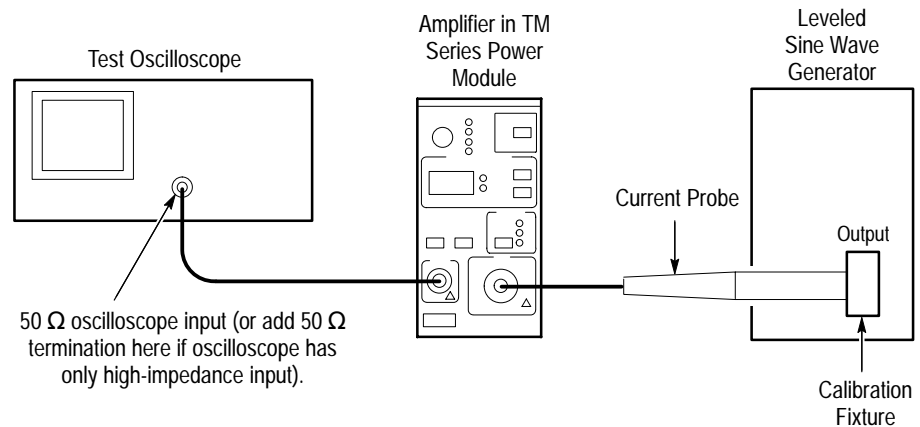 Test Oscilloscope
Amplifier in TM
Series Power
Module
Leveled
Sine Wave
Generator
Current Probe
Output
50 Ω oscilloscope input (or add 50 Ω
termination here if oscilloscope has
only high-impedance input).
Calibration
Fixture